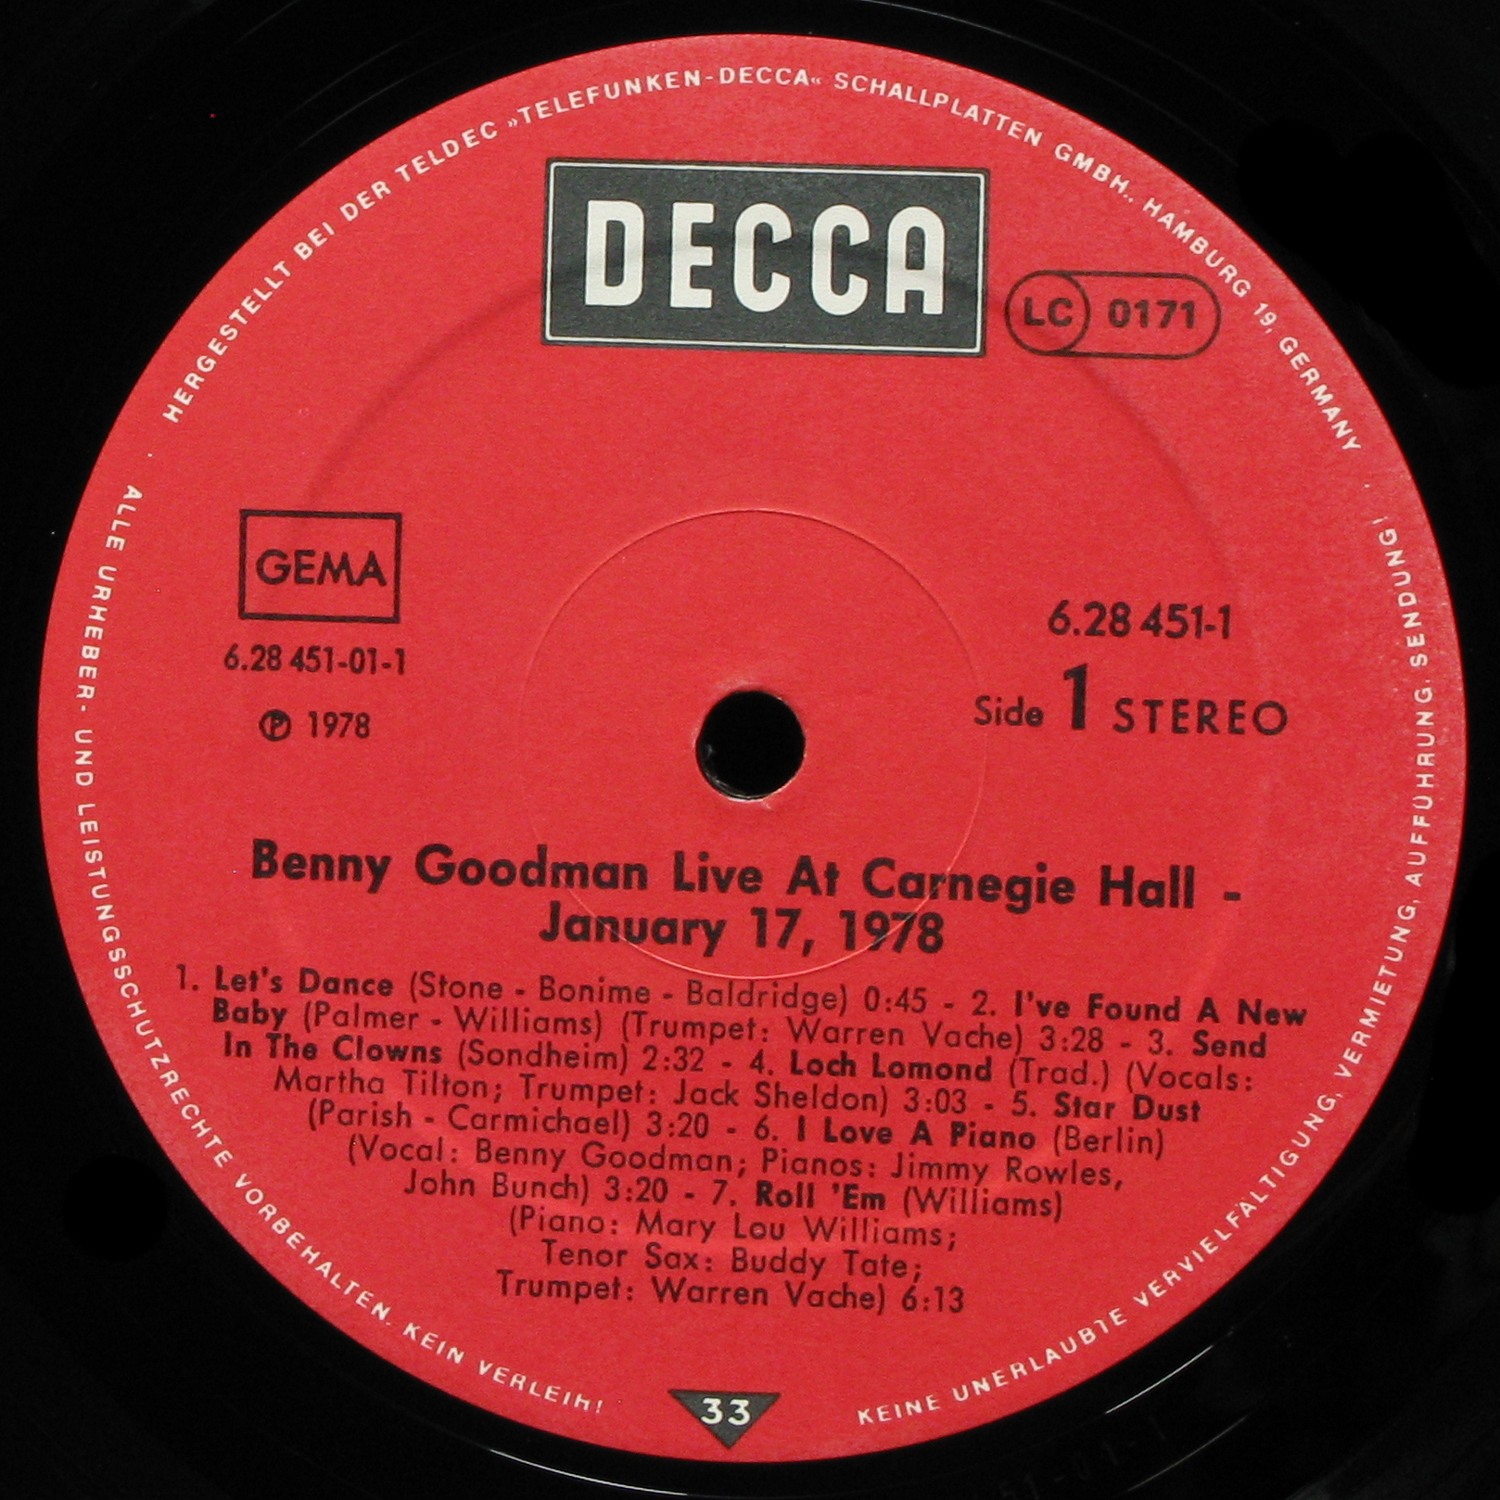 HERGESTELLT BEI DER TELDEC »TELEFUNKEN-DECCA« SCHALLPLATTEN GMBH., HAMBURG 19, GERMANY
DECCA
LC 0171
GEMA
6.28 451-01-1
Ⓟ 1978
6.28 451-1
Side 1 STEREO
Benny Goodman Live At Carnegie Hall -
January 17, 1978
1. Let's Dance (Stone - Bonime - Baldridge) 0:45 - 2. I've Found A New
Baby (Palmer - Williams) (Trumpet: Warren Vache) 3:28 - 3. Send
In The Clowns (Sondheim) 2:32 - 4. Loch Lomond (Trad.) (Vocals:
Martha Tilton; Trumpet: Jack Sheldon) 3:03 - 5. Star Dust
(Parish - Carmichael) 3:20 - 6. I Love A Piano (Berlin)
(Vocal: Benny Goodman; Pianos: Jimmy Rowles,
John Bunch) 3:20 - 7. Roll 'Em (Williams)
(Piano: Mary Lou Williams;
Tenor Sax: Buddy Tate;
Trumpet: Warren Vache) 6:13
33
ALLE URHEBER- UND LEISTUNGSSCHUTZRECHTE VORBEHALTEN. KEIN VERLEIH!
KEINE UNERLAUBTE VERVIELFÄLTIGUNG, VERMIETUNG, AUFFÜHRUNG, SENDUNG!